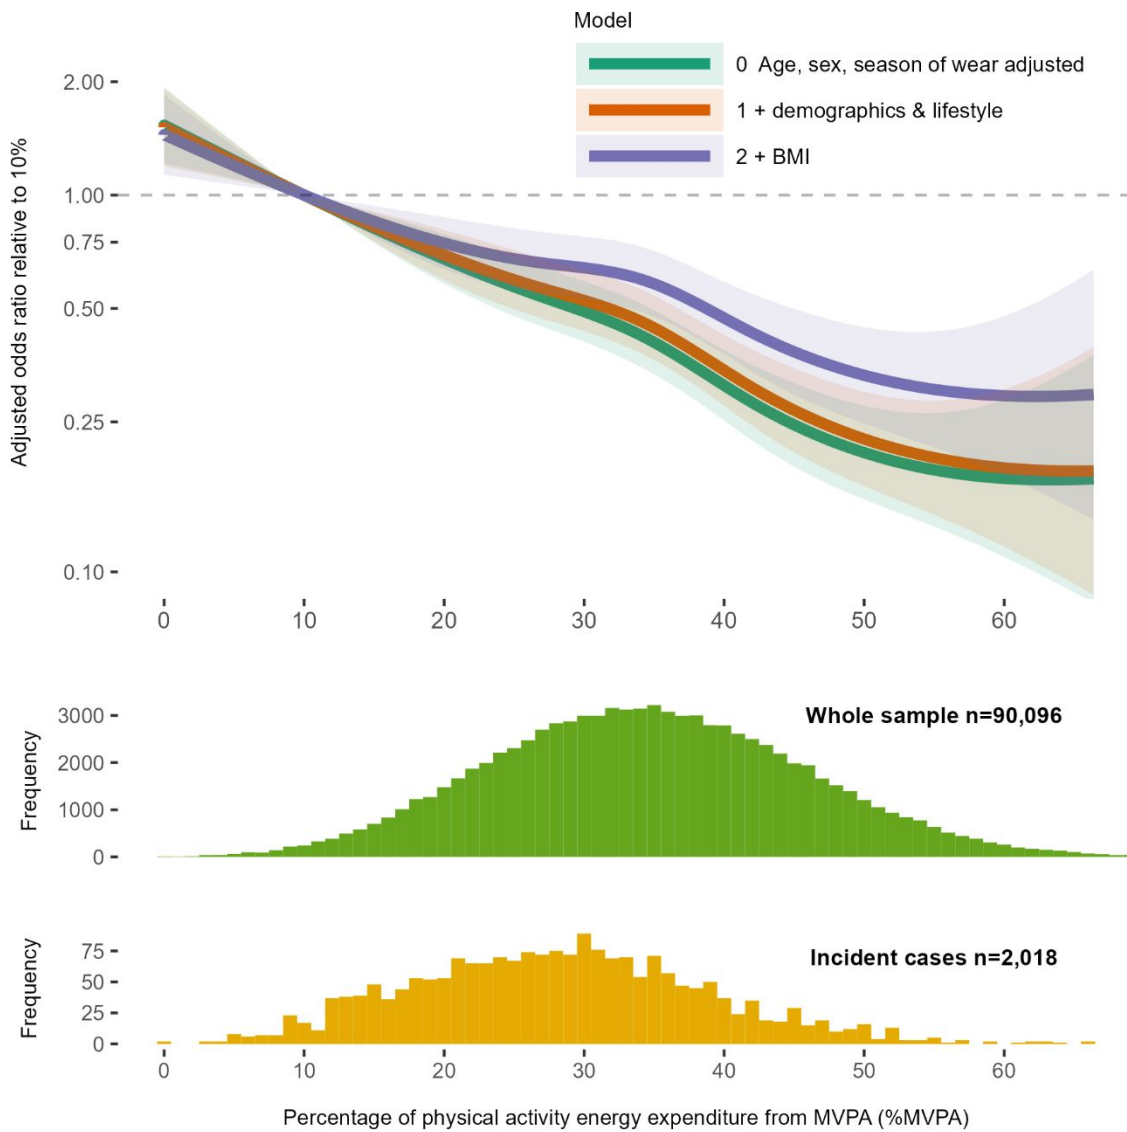 Model
0 Age, sex, season of wear adjusted
1 + demographics & lifestyle
2 + BMI
Adjusted odds ratio relative to 10%
2.00
1.00
0.75
0.50
0.25
0.10
0 10 20 30 40 50 60
Whole sample n=90,096
Frequency
3000
2000
1000
0
Incident cases n=2,018
Frequency
75
50
25
0
0 10 20 30 40 50 60
Percentage of physical activity energy expenditure from MVPA (%MVPA)